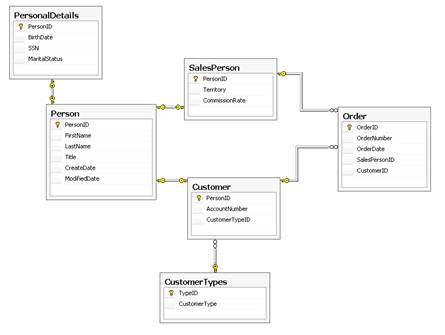 PersonalDetails
PersonID
BirthDate
SSN
MaritalStatus
SalesPerson
PersonID
Territory
CommissionRate
Person
PersonID
FirstName
LastName
Title
CreateDate
ModifiedDate
Order
OrderID
OrderNumber
OrderDate
SalesPersonID
CustomerID
Customer
PersonID
AccountNumber
CustomerTypeID
CustomerTypes
TypeID
CustomerType